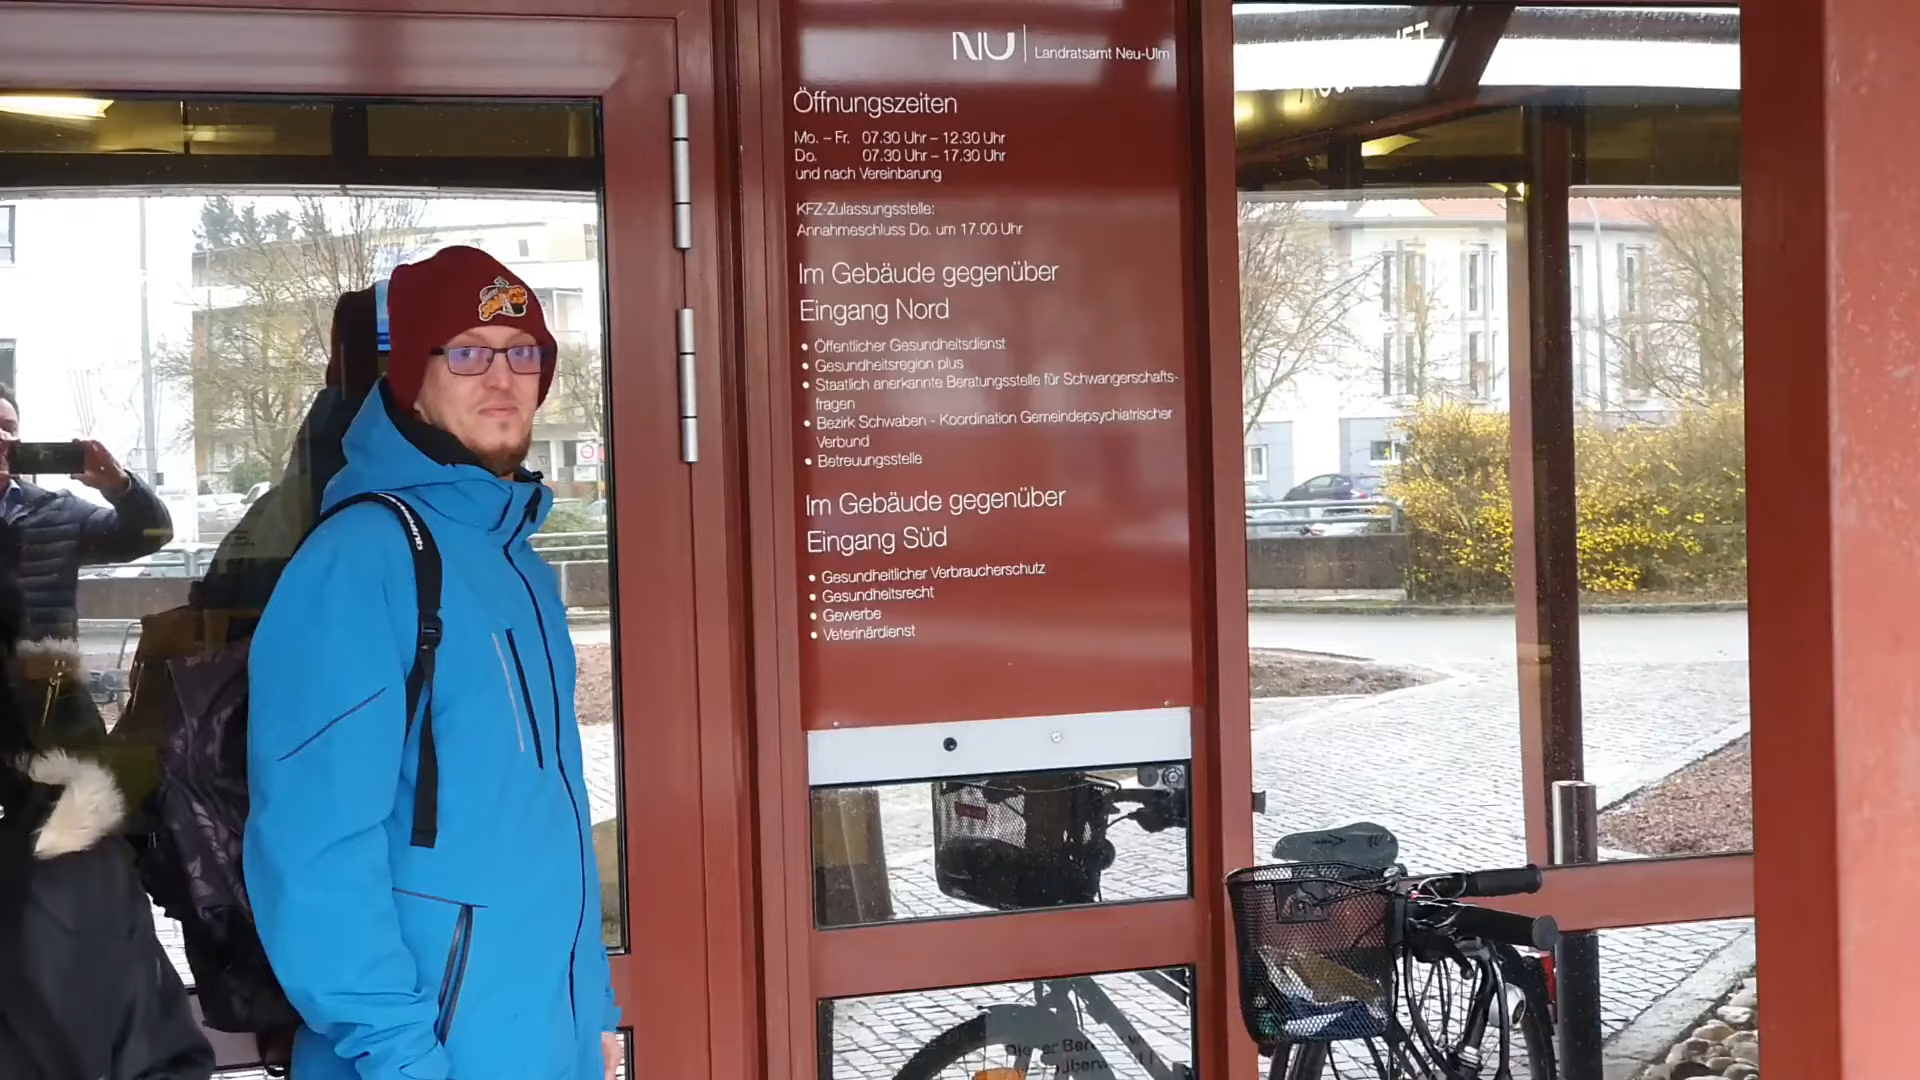 NU
Landratsamt Neu-Ulm
Öffnungszeiten
Mo. – Fr. 07.30 Uhr – 12.30 Uhr
Do. 07.30 Uhr – 17.30 Uhr
und nach Vereinbarung
KFZ-Zulassungsstelle:
Annahmeschluss Do. um 17.00 Uhr
Im Gebäude gegenüber
Eingang Nord
• Öffentlicher Gesundheitsdienst
• Gesundheitsregion plus
• Staatlich anerkannte Beratungsstelle für Schwangerschafts-
fragen
• Bezirk Schwaben - Koordination Gemeindepsychiatrischer
Verbund
• Betreuungsstelle
Im Gebäude gegenüber
Eingang Süd
• Gesundheitlicher Verbraucherschutz
• Gesundheitsrecht
• Gewerbe
• Veterinärdienst